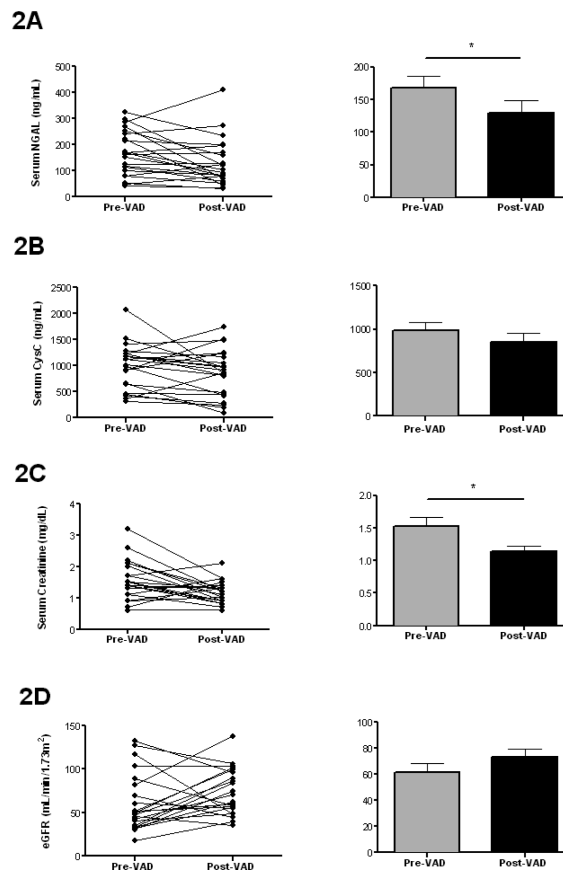 2A
*
Serum NGAL (ng/mL)
500
400
300
200
100
0
Pre-VAD Post-VAD
200
150
100
50
0
Pre-VAD Post-VAD
2B
Serum CysC (ng/mL)
2500
2000
1500
1000
500
0
Pre-VAD Post-VAD
1500
1000
500
0
Pre-VAD Post-VAD
2C
*
Serum Creatinine (mg/dL)
4
3
2
1
0
Pre-VAD Post-VAD
2.0
1.5
1.0
0.5
0.0
Pre-VAD Post-VAD
2D
eGFR (mL/min/1.73m²)
150
100
50
0
Pre-VAD Post-VAD
100
80
60
40
20
0
Pre-VAD Post-VAD